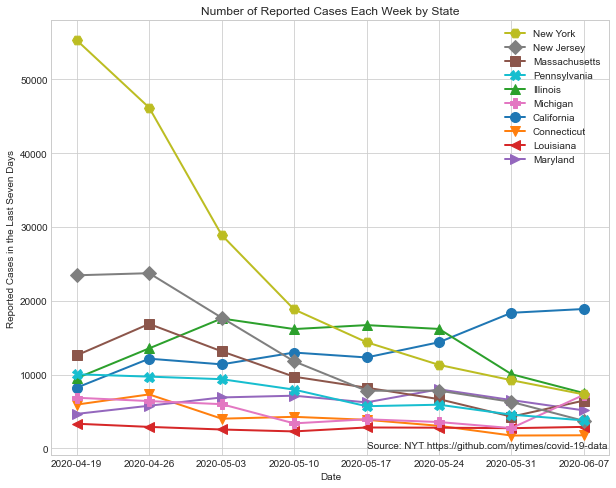 Number of Reported Cases Each Week by State
New York
New Jersey
Massachusetts
Pennsylvania
Illinois
Michigan
California
Connecticut
Louisiana
Maryland
50000
40000
30000
20000
10000
0
Reported Cases in the Last Seven Days
Source: NYT https://github.com/nytimes/covid-19-data
2020-04-19 2020-04-26 2020-05-03 2020-05-10 2020-05-17 2020-05-24 2020-05-31 2020-06-07
Date